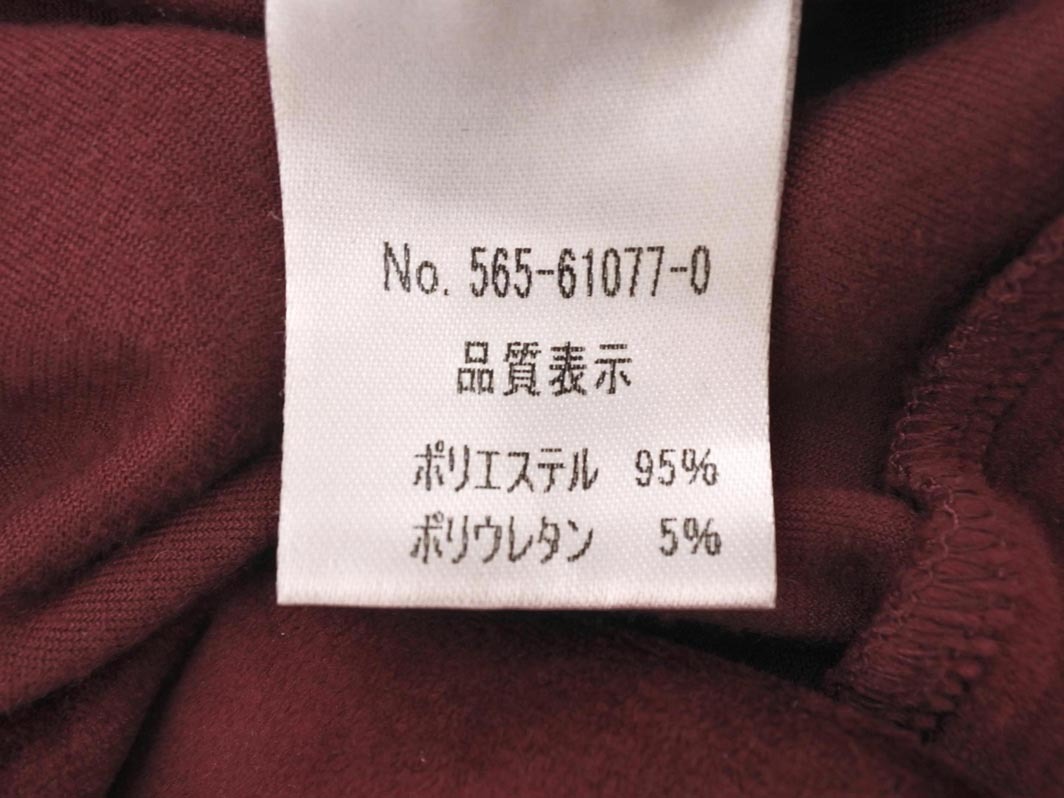 No. 565-61077-0
品質表示
ポリエステル 95%
ポリウレタン 5%